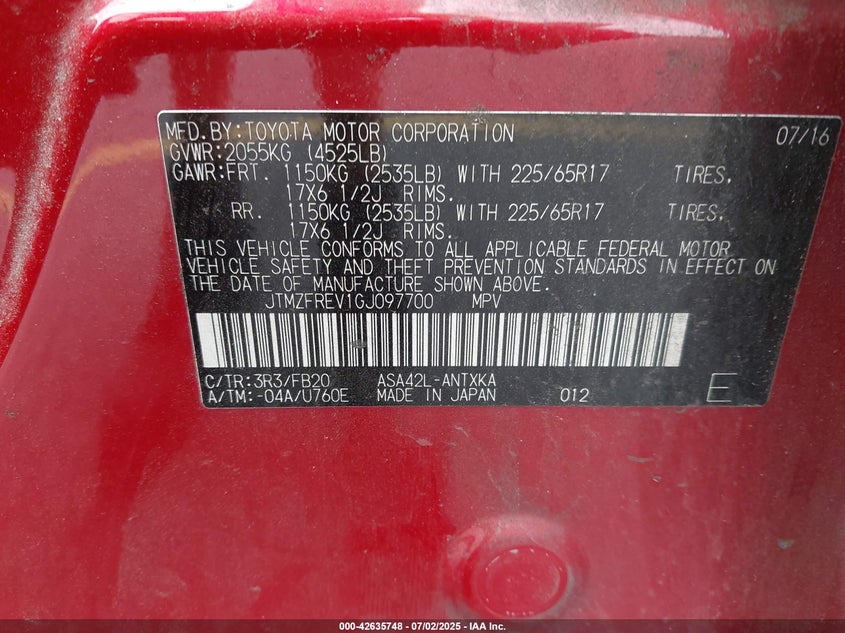 MFD.BY:TOYOTA MOTOR CORPORATION 07/16
GVWR:2055KG (4525LB)
GAWR:FRT. 1150KG (2535LB) WITH 225/65R17 TIRES,
17X6 1/2J RIMS.
RR. 1150KG (2535LB) WITH 225/65R17 TIRES,
17X6 1/2J RIMS.
THIS VEHICLE CONFORMS TO ALL APPLICABLE FEDERAL MOTOR
VEHICLE SAFETY AND THEFT PREVENTION STANDARDS IN EFFECT ON
THE DATE OF MANUFACTURE SHOWN ABOVE.
JTMZFREV1GJ097700 MPV
C/TR:3R3/FB20 ASA42L-ANTXKA
A/TM:-04A/U760E MADE IN JAPAN 012 E
000-42635748 - 07/02/2025 - IAA Inc.